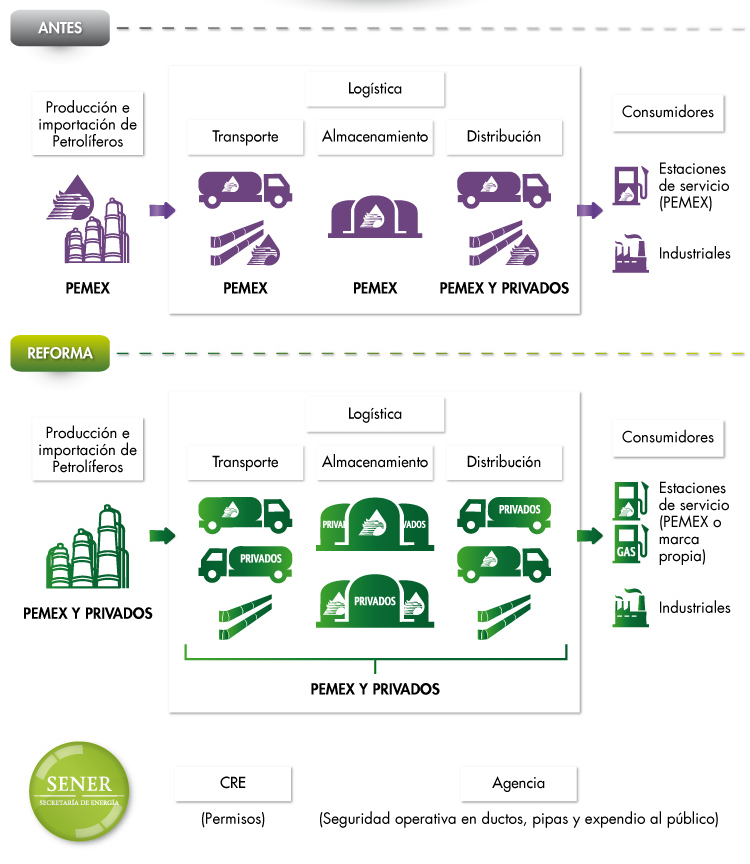 ANTES
Producción e
importación de
Petrolíferos
Logística
Transporte
Almacenamiento
Distribución
Consumidores
Estaciones
de servicio
(PEMEX)
Industriales
PEMEX
PEMEX
PEMEX
PEMEX Y PRIVADOS
REFORMA
Producción e
importación de
Petrolíferos
Logística
Transporte
Almacenamiento
Distribución
Consumidores
PRIVADOS
PRIVADOS
PRIVADOS
Estaciones
de servicio
(PEMEX o
marca
propia)
GAS
PRIVADOS
Industriales
PEMEX Y PRIVADOS
PEMEX Y PRIVADOS
SENER
SECRETARÍA DE ENERGÍA
CRE
(Permisos)
Agencia
(Seguridad operativa en ductos, pipas y expendio al público)